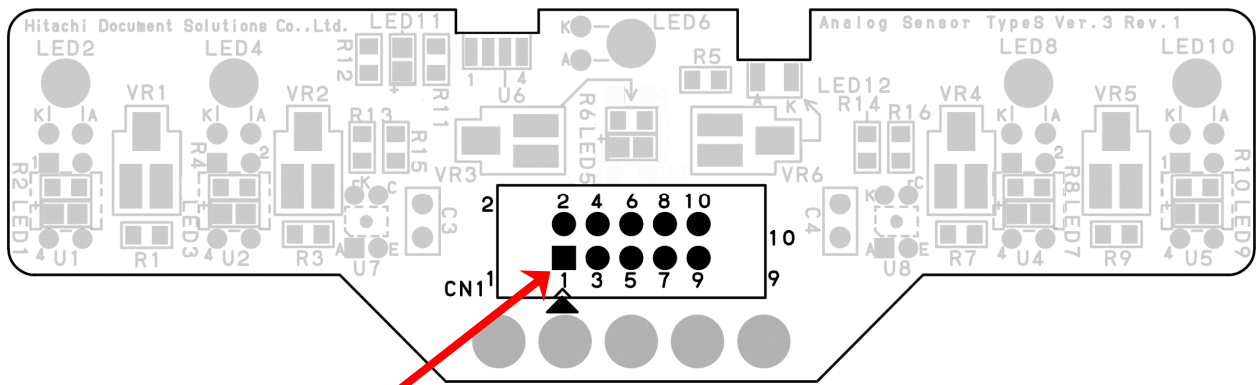 Hitachi Document Solutions Co.,Ltd.
LED11
LED6
Analog Sensor TypeS Ver.3 Rev.1
LED2
LED4
LED8
LED10
R12
R11
1 4
U6
K
A
R5
A K
LED12
VR1
VR2
VR4
VR5
K A
K A
K A
K A
R13
R15
R6
LED5
R14
R16
1
R2
LED1
R4
2
LED3
VR3
U3
VR6
2
R8
LED7
1
R10
LED9
K C
K C
4 U1
R1
4 U2
R3
A E
U7
C3
C4
A E
U8
R7
4 U4
R9
4 U5
2
2 4 6 8 10
10
CN1
1
1 3 5 7 9
9